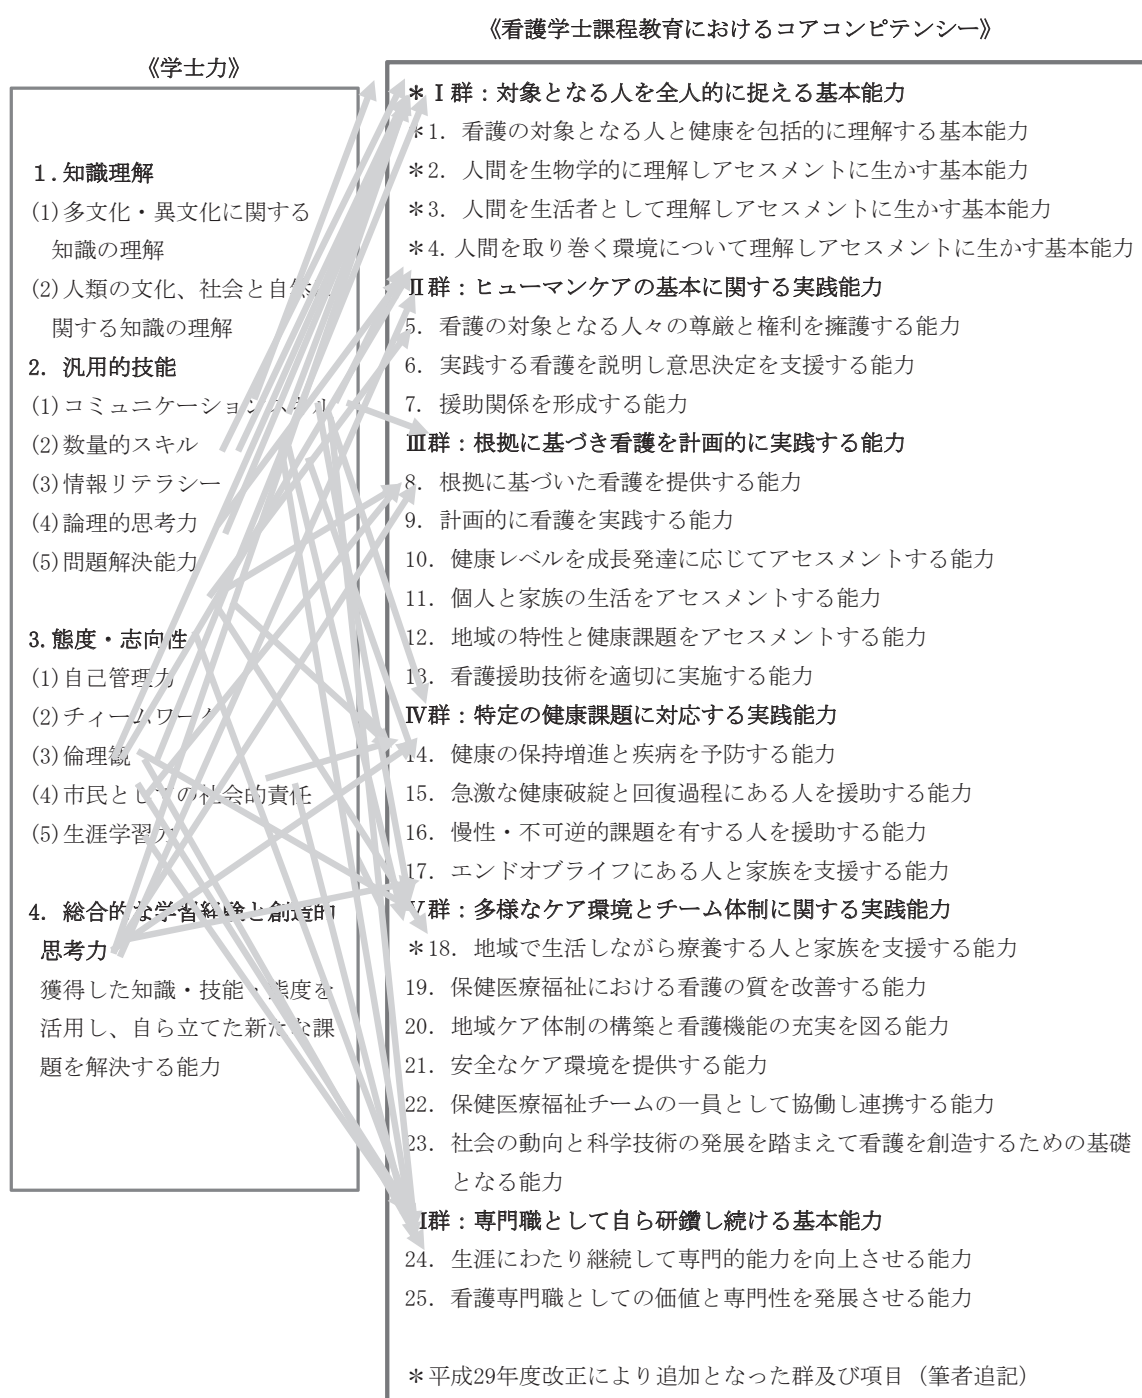 《看護学士課程教育におけるコアコンピテンシー》
《学士力》
1.知識理解
(1)多文化・異文化に関する
知識の理解
(2)人類の文化、社会と自然に
関する知識の理解
2. 汎用的技能
(1)コミュニケーションスキル
(2)数量的スキル
(3)情報リテラシー
(4)論理的思考力
(5)問題解決能力
3.態度・志向性
(1)自己管理力
(2)チィームワーク
(3)倫理観
(4)市民としての社会的責任
(5)生涯学習力
4. 総合的な学習経験と創造的
思考力
獲得した知識・技能・態度を
活用し、自ら立てた新たな課
題を解決する能力
＊Ⅰ群：対象となる人を全人的に捉える基本能力
＊1. 看護の対象となる人と健康を包括的に理解する基本能力
＊2. 人間を生物学的に理解しアセスメントに生かす基本能力
＊3. 人間を生活者として理解しアセスメントに生かす基本能力
＊4. 人間を取り巻く環境について理解しアセスメントに生かす基本能力
Ⅱ群：ヒューマンケアの基本に関する実践能力
5. 看護の対象となる人々の尊厳と権利を擁護する能力
6. 実践する看護を説明し意思決定を支援する能力
7. 援助関係を形成する能力
Ⅲ群：根拠に基づき看護を計画的に実践する能力
8. 根拠に基づいた看護を提供する能力
9. 計画的に看護を実践する能力
10. 健康レベルを成長発達に応じてアセスメントする能力
11. 個人と家族の生活をアセスメントする能力
12. 地域の特性と健康課題をアセスメントする能力
13. 看護援助技術を適切に実施する能力
Ⅳ群：特定の健康課題に対応する実践能力
14. 健康の保持増進と疾病を予防する能力
15. 急激な健康破綻と回復過程にある人を援助する能力
16. 慢性・不可逆的課題を有する人を援助する能力
17. エンドオブライフにある人と家族を支援する能力
Ⅴ群：多様なケア環境とチーム体制に関する実践能力
＊18. 地域で生活しながら療養する人と家族を支援する能力
19. 保健医療福祉における看護の質を改善する能力
20. 地域ケア体制の構築と看護機能の充実を図る能力
21. 安全なケア環境を提供する能力
22. 保健医療福祉チームの一員として協働し連携する能力
23. 社会の動向と科学技術の発展を踏まえて看護を創造するための基礎
となる能力
Ⅵ群：専門職として自ら研鑽し続ける基本能力
24. 生涯にわたり継続して専門的能力を向上させる能力
25. 看護専門職としての価値と専門性を発展させる能力
＊平成29年度改正により追加となった群及び項目（筆者追記）